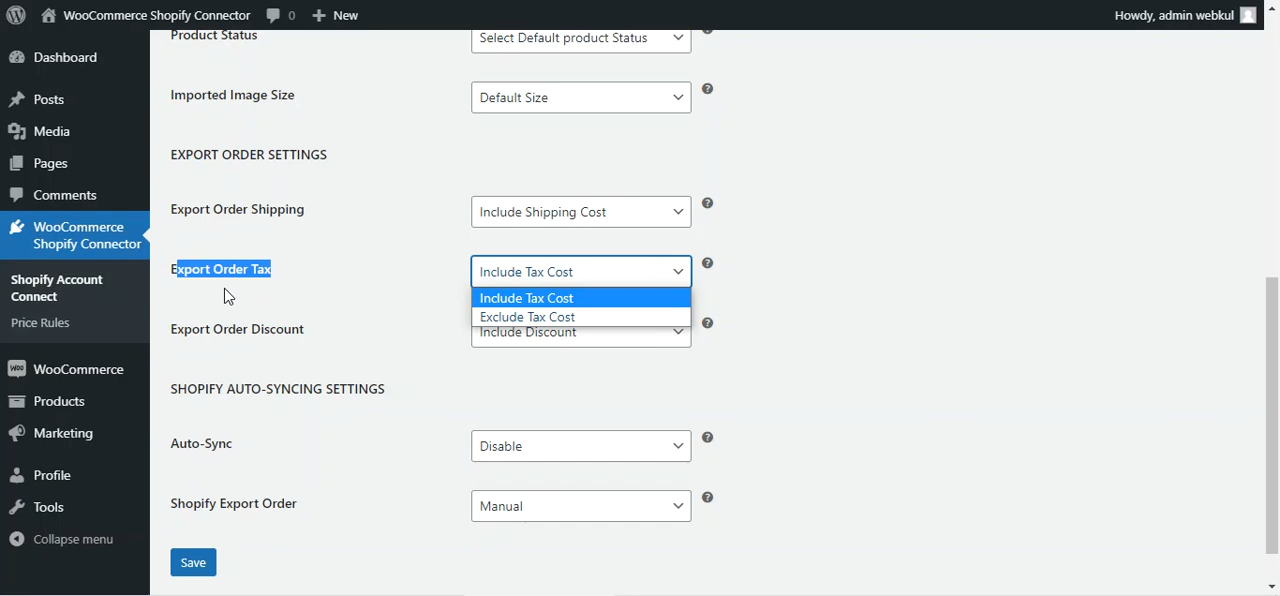 WooCommerce Shopify Connector 0 New Howdy, admin webkul
Dashboard
Posts
Media
Pages
Comments
WooCommerce
Shopify Connector
Shopify Account
Connect
Price Rules
WooCommerce
Products
Marketing
Profile
Tools
Collapse menu
Product Status Select Default product Status
Imported Image Size Default Size
EXPORT ORDER SETTINGS
Export Order Shipping Include Shipping Cost
Export Order Tax Include Tax Cost
Include Tax Cost
Exclude Tax Cost
Export Order Discount Include Discount
SHOPIFY AUTO-SYNCING SETTINGS
Auto-Sync Disable
Shopify Export Order Manual
Save